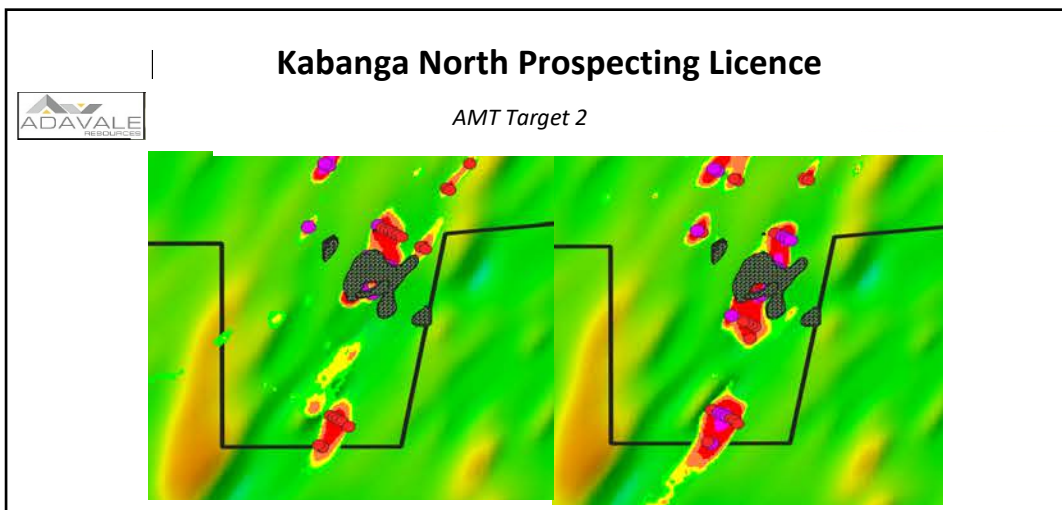 Kabanga North Prospecting Licence
ADAVALE
RESOURCES
AMT Target 2